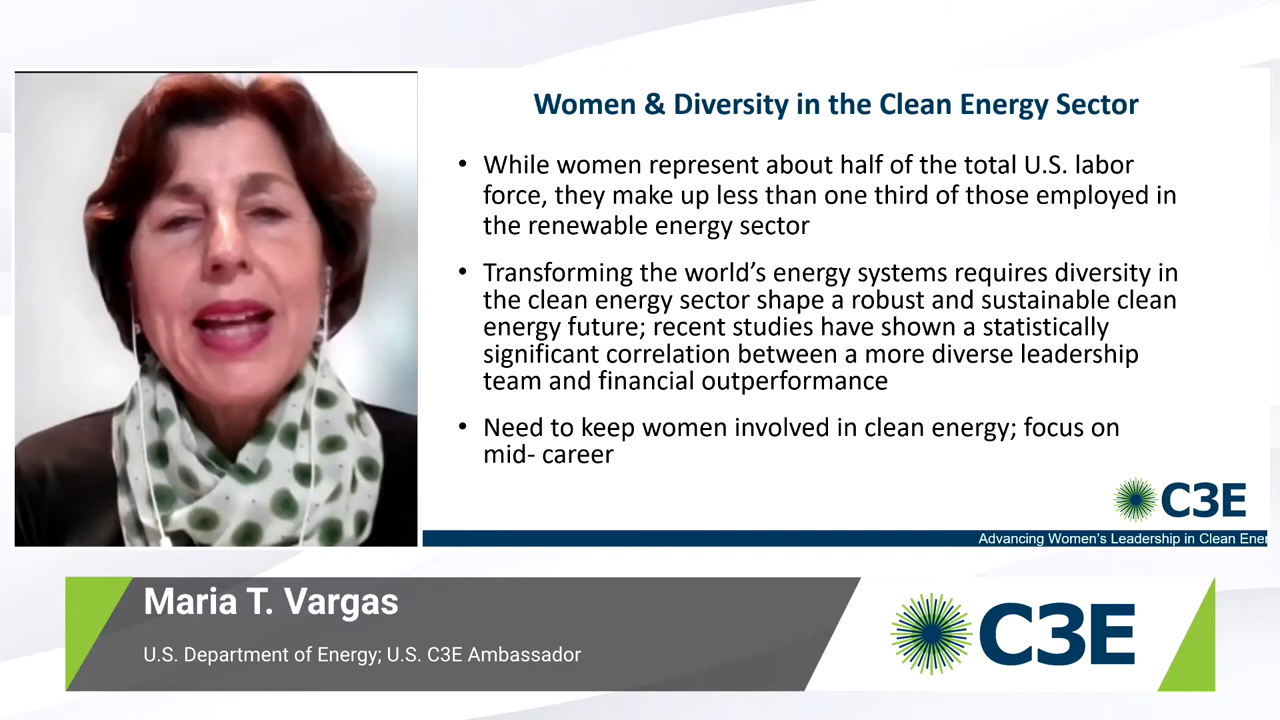 Women & Diversity in the Clean Energy Sector
• While women represent about half of the total U.S. labor
force, they make up less than one third of those employed in
the renewable energy sector
• Transforming the world’s energy systems requires diversity in
the clean energy sector shape a robust and sustainable clean
energy future; recent studies have shown a statistically
significant correlation between a more diverse leadership
team and financial outperformance
• Need to keep women involved in clean energy; focus on
mid- career
C3E
Advancing Women’s Leadership in Clean Ener
Maria T. Vargas
U.S. Department of Energy; U.S. C3E Ambassador
C3E